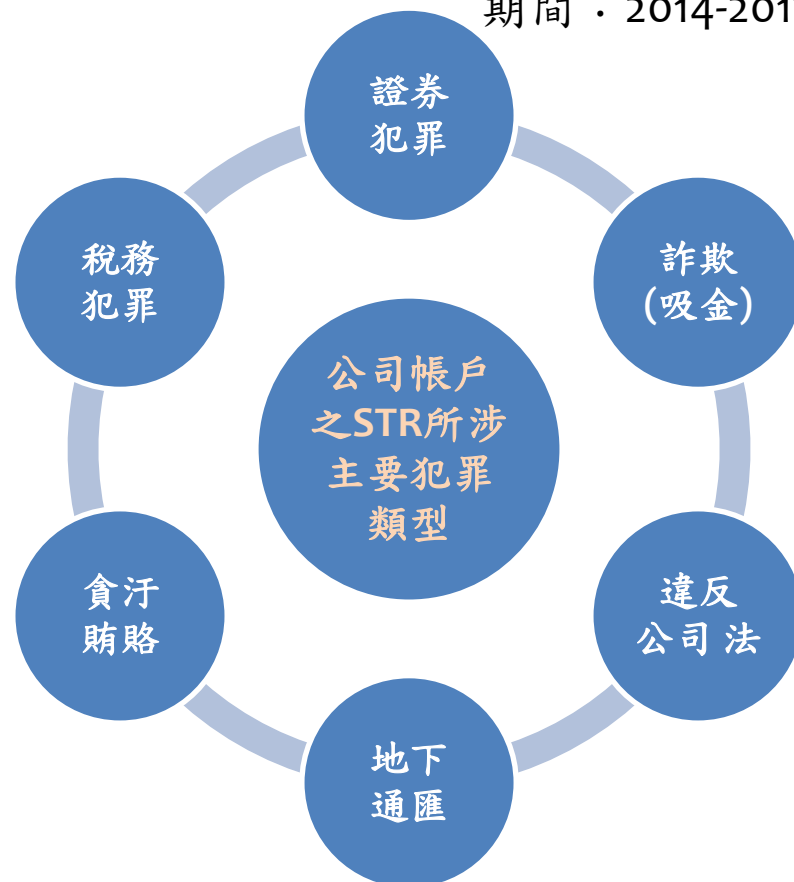 期間：2014-201
證券
犯罪
稅務
犯罪
詐欺
(吸金)
公司帳戶
之STR所涉
主要犯罪
類型
貪汙
賄賂
違反
公司法
地下
通匯